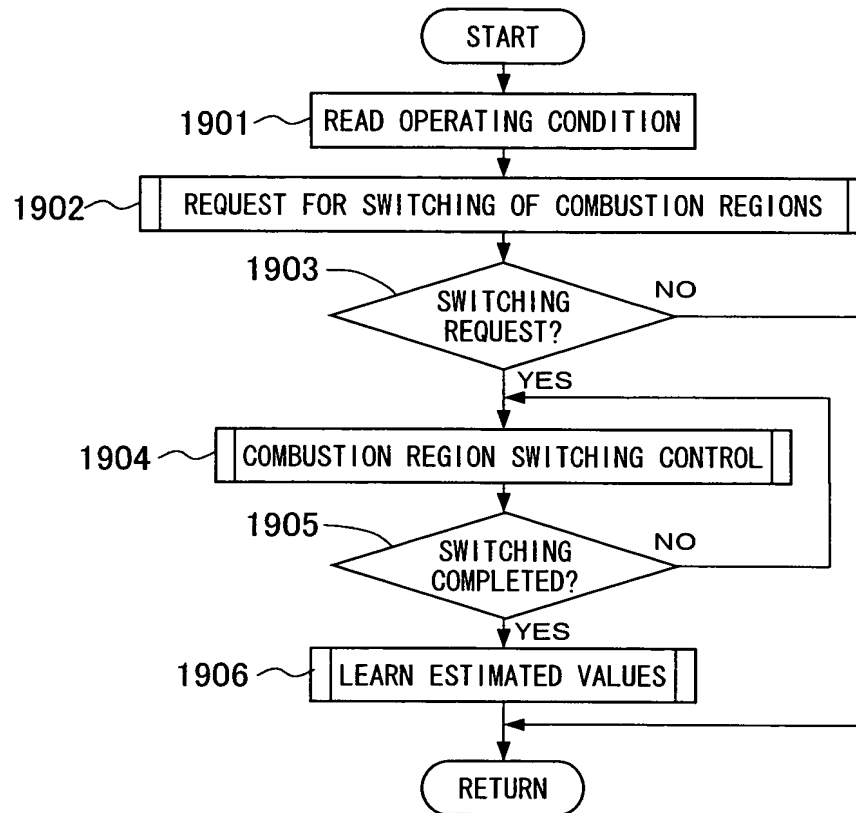 START
1901
READ OPERATING CONDITION
1902
REQUEST FOR SWITCHING OF COMBUSTION REGIONS
1903
SWITCHING
REQUEST?
NO
YES
1904
COMBUSTION REGION SWITCHING CONTROL
1905
SWITCHING
COMPLETED?
NO
YES
1906
LEARN ESTIMATED VALUES
RETURN